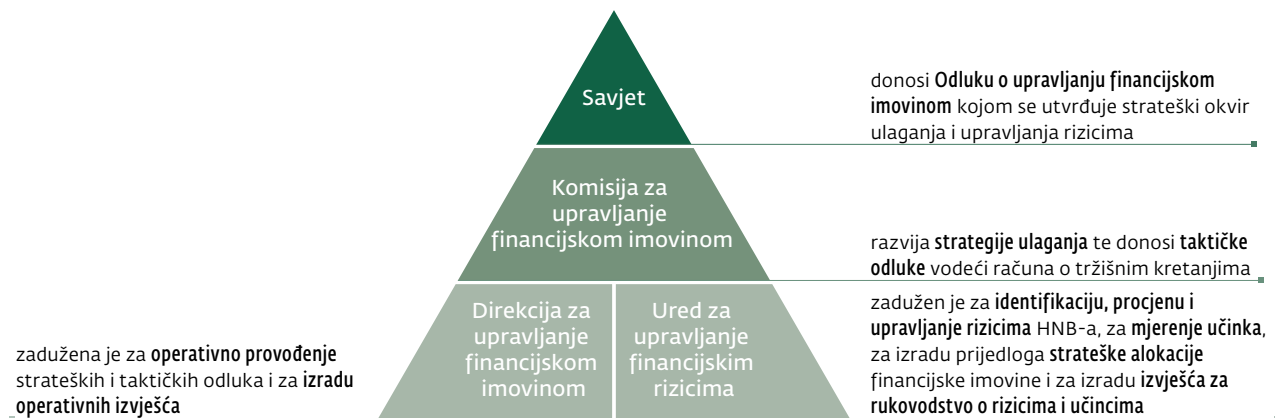 Savjet
donosi Odluku o upravljanju financijskom
imovinom kojom se utvrđuje strateški okvir
ulaganja i upravljanja rizicima
Komisija za
upravljanje
financijskom imovinom
razvija strategije ulaganja te donosi taktičke
odluke vodeći računa o tržišnim kretanjima
Direkcija za
upravljanje
financijskom
imovinom
zadužena je za operativno provođenje
strateških i taktičkih odluka i za izradu
operativnih izvješća
Ured za
upravljanje
financijskim
rizicima
zadužen je za identifikaciju, procjenu i
upravljanje rizicima HNB-a, za mjerenje učinka,
za izradu prijedloga strateške alokacije
financijske imovine i za izradu izvješća za
rukovodstvo o rizicima i učincima